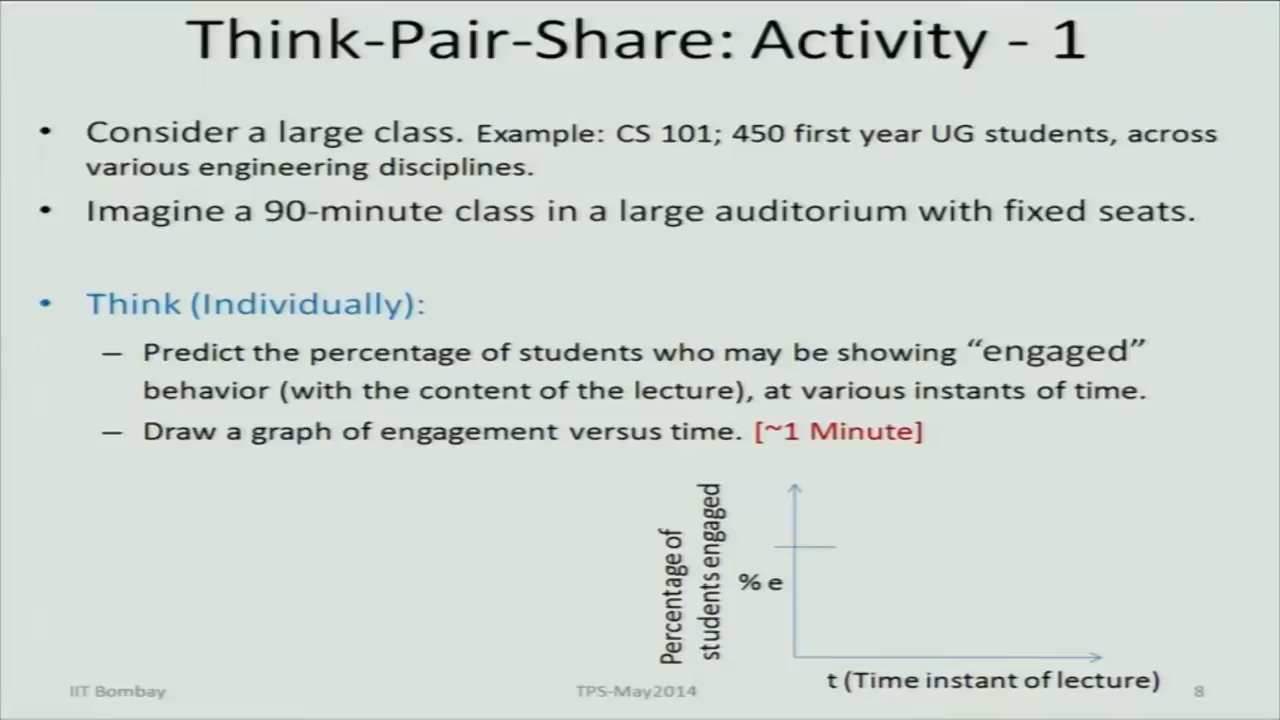 Think-Pair-Share: Activity - 1
• Consider a large class. Example: CS 101; 450 first year UG students, across
various engineering disciplines.
• Imagine a 90-minute class in a large auditorium with fixed seats.
• Think (Individually):
– Predict the percentage of students who may be showing “engaged”
behavior (with the content of the lecture), at various instants of time.
– Draw a graph of engagement versus time. [~1 Minute]
Percentage of
students engaged
% e
t (Time instant of lecture)
IIT Bombay
TPS-May2014
8